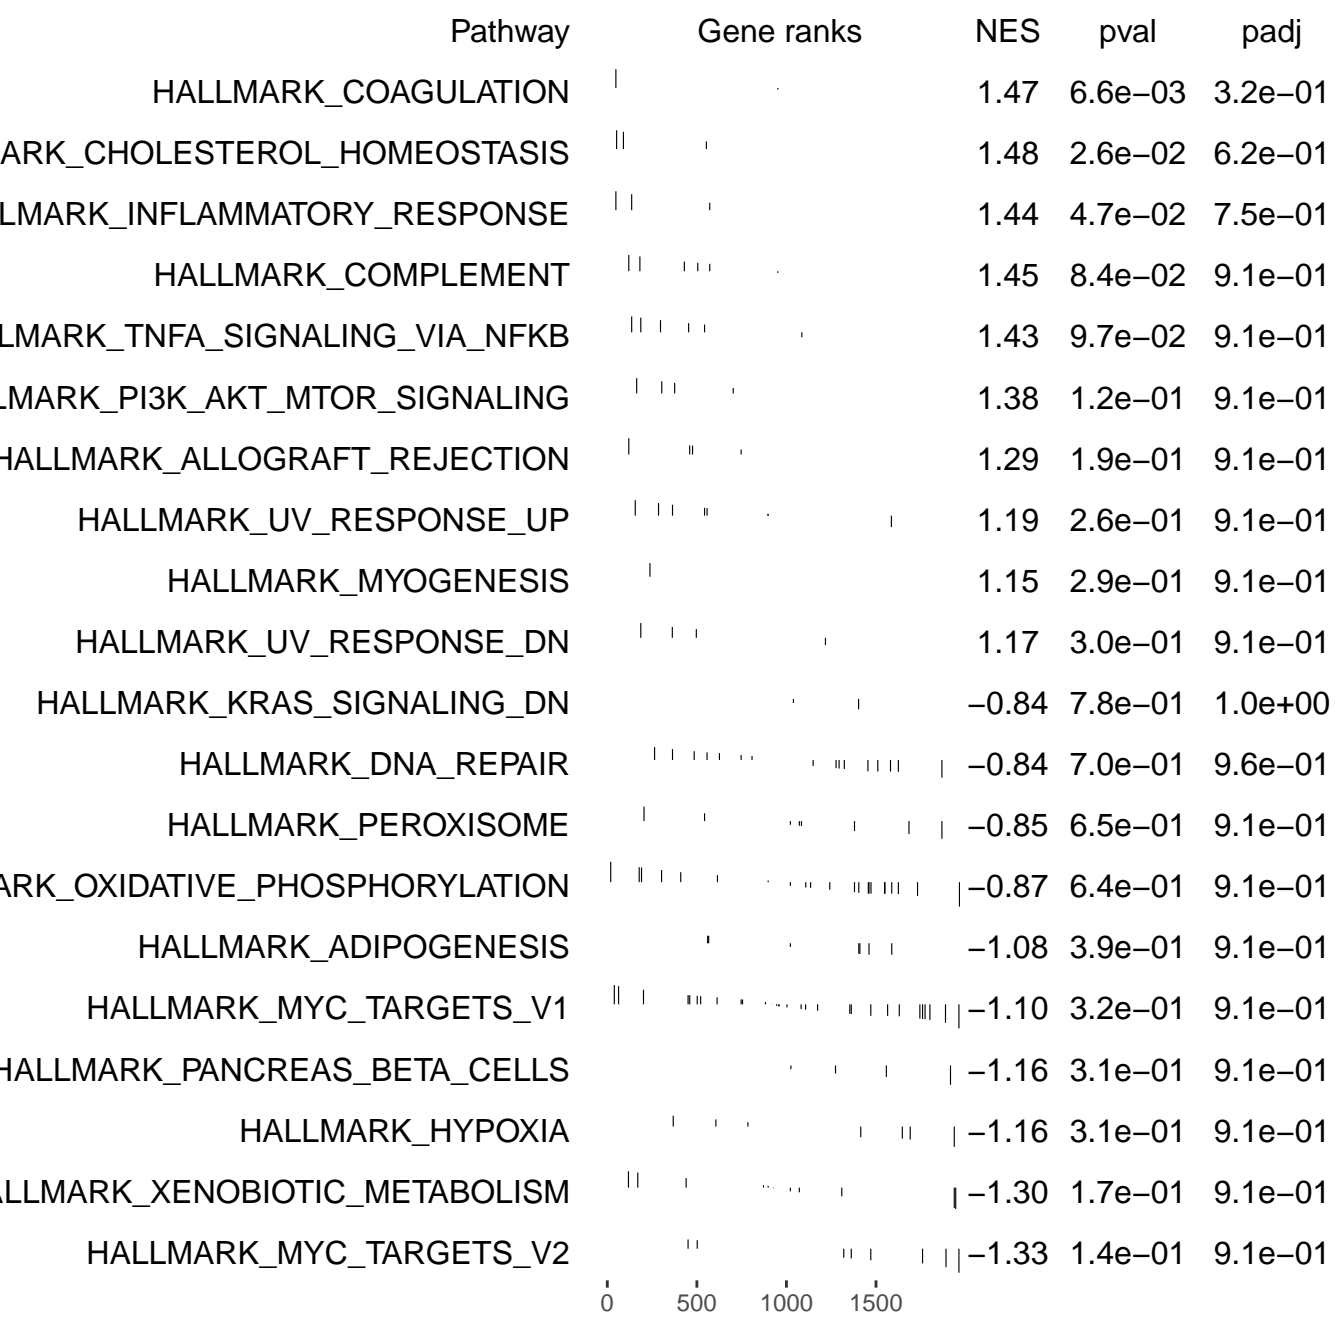 Pathway Gene ranks NES pval padj
HALLMARK_COAGULATION 1.47 6.6e−03 3.2e−01
ARK_CHOLESTEROL_HOMEOSTASIS 1.48 2.6e−02 6.2e−01
LMARK_INFLAMMATORY_RESPONSE 1.44 4.7e−02 7.5e−01
HALLMARK_COMPLEMENT 1.45 8.4e−02 9.1e−01
LMARK_TNFA_SIGNALING_VIA_NFKB 1.43 9.7e−02 9.1e−01
LMARK_PI3K_AKT_MTOR_SIGNALING 1.38 1.2e−01 9.1e−01
HALLMARK_ALLOGRAFT_REJECTION 1.29 1.9e−01 9.1e−01
HALLMARK_UV_RESPONSE_UP 1.19 2.6e−01 9.1e−01
HALLMARK_MYOGENESIS 1.15 2.9e−01 9.1e−01
HALLMARK_UV_RESPONSE_DN 1.17 3.0e−01 9.1e−01
HALLMARK_KRAS_SIGNALING_DN −0.84 7.8e−01 1.0e+00
HALLMARK_DNA_REPAIR −0.84 7.0e−01 9.6e−01
HALLMARK_PEROXISOME −0.85 6.5e−01 9.1e−01
ARK_OXIDATIVE_PHOSPHORYLATION −0.87 6.4e−01 9.1e−01
HALLMARK_ADIPOGENESIS −1.08 3.9e−01 9.1e−01
HALLMARK_MYC_TARGETS_V1 −1.10 3.2e−01 9.1e−01
HALLMARK_PANCREAS_BETA_CELLS −1.16 3.1e−01 9.1e−01
HALLMARK_HYPOXIA −1.16 3.1e−01 9.1e−01
ALLMARK_XENOBIOTIC_METABOLISM −1.30 1.7e−01 9.1e−01
HALLMARK_MYC_TARGETS_V2 −1.33 1.4e−01 9.1e−01
0 500 1000 1500